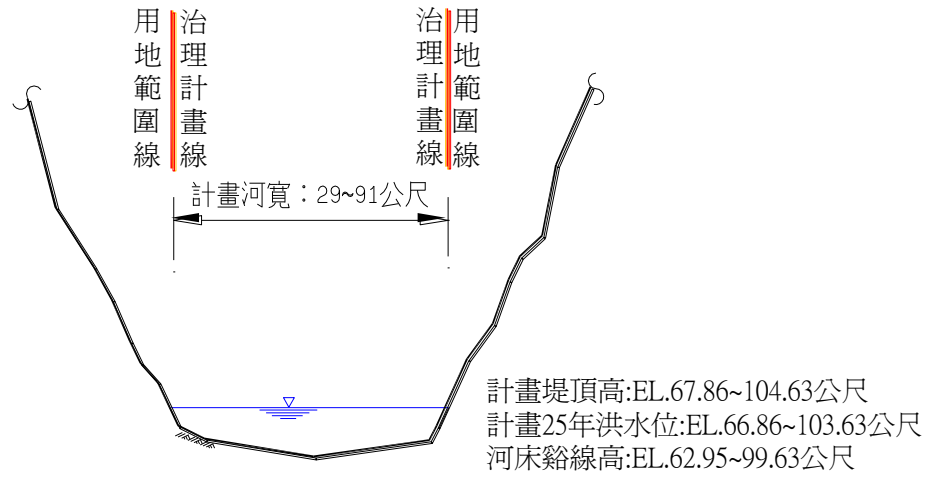 用地範圍線
治理計畫線
治理計畫線
用地範圍線
計畫河寬：29~91公尺
計畫堤頂高:EL.67.86~104.63公尺
計畫25年洪水位:EL.66.86~103.63公尺
河床谿線高:EL.62.95~99.63公尺